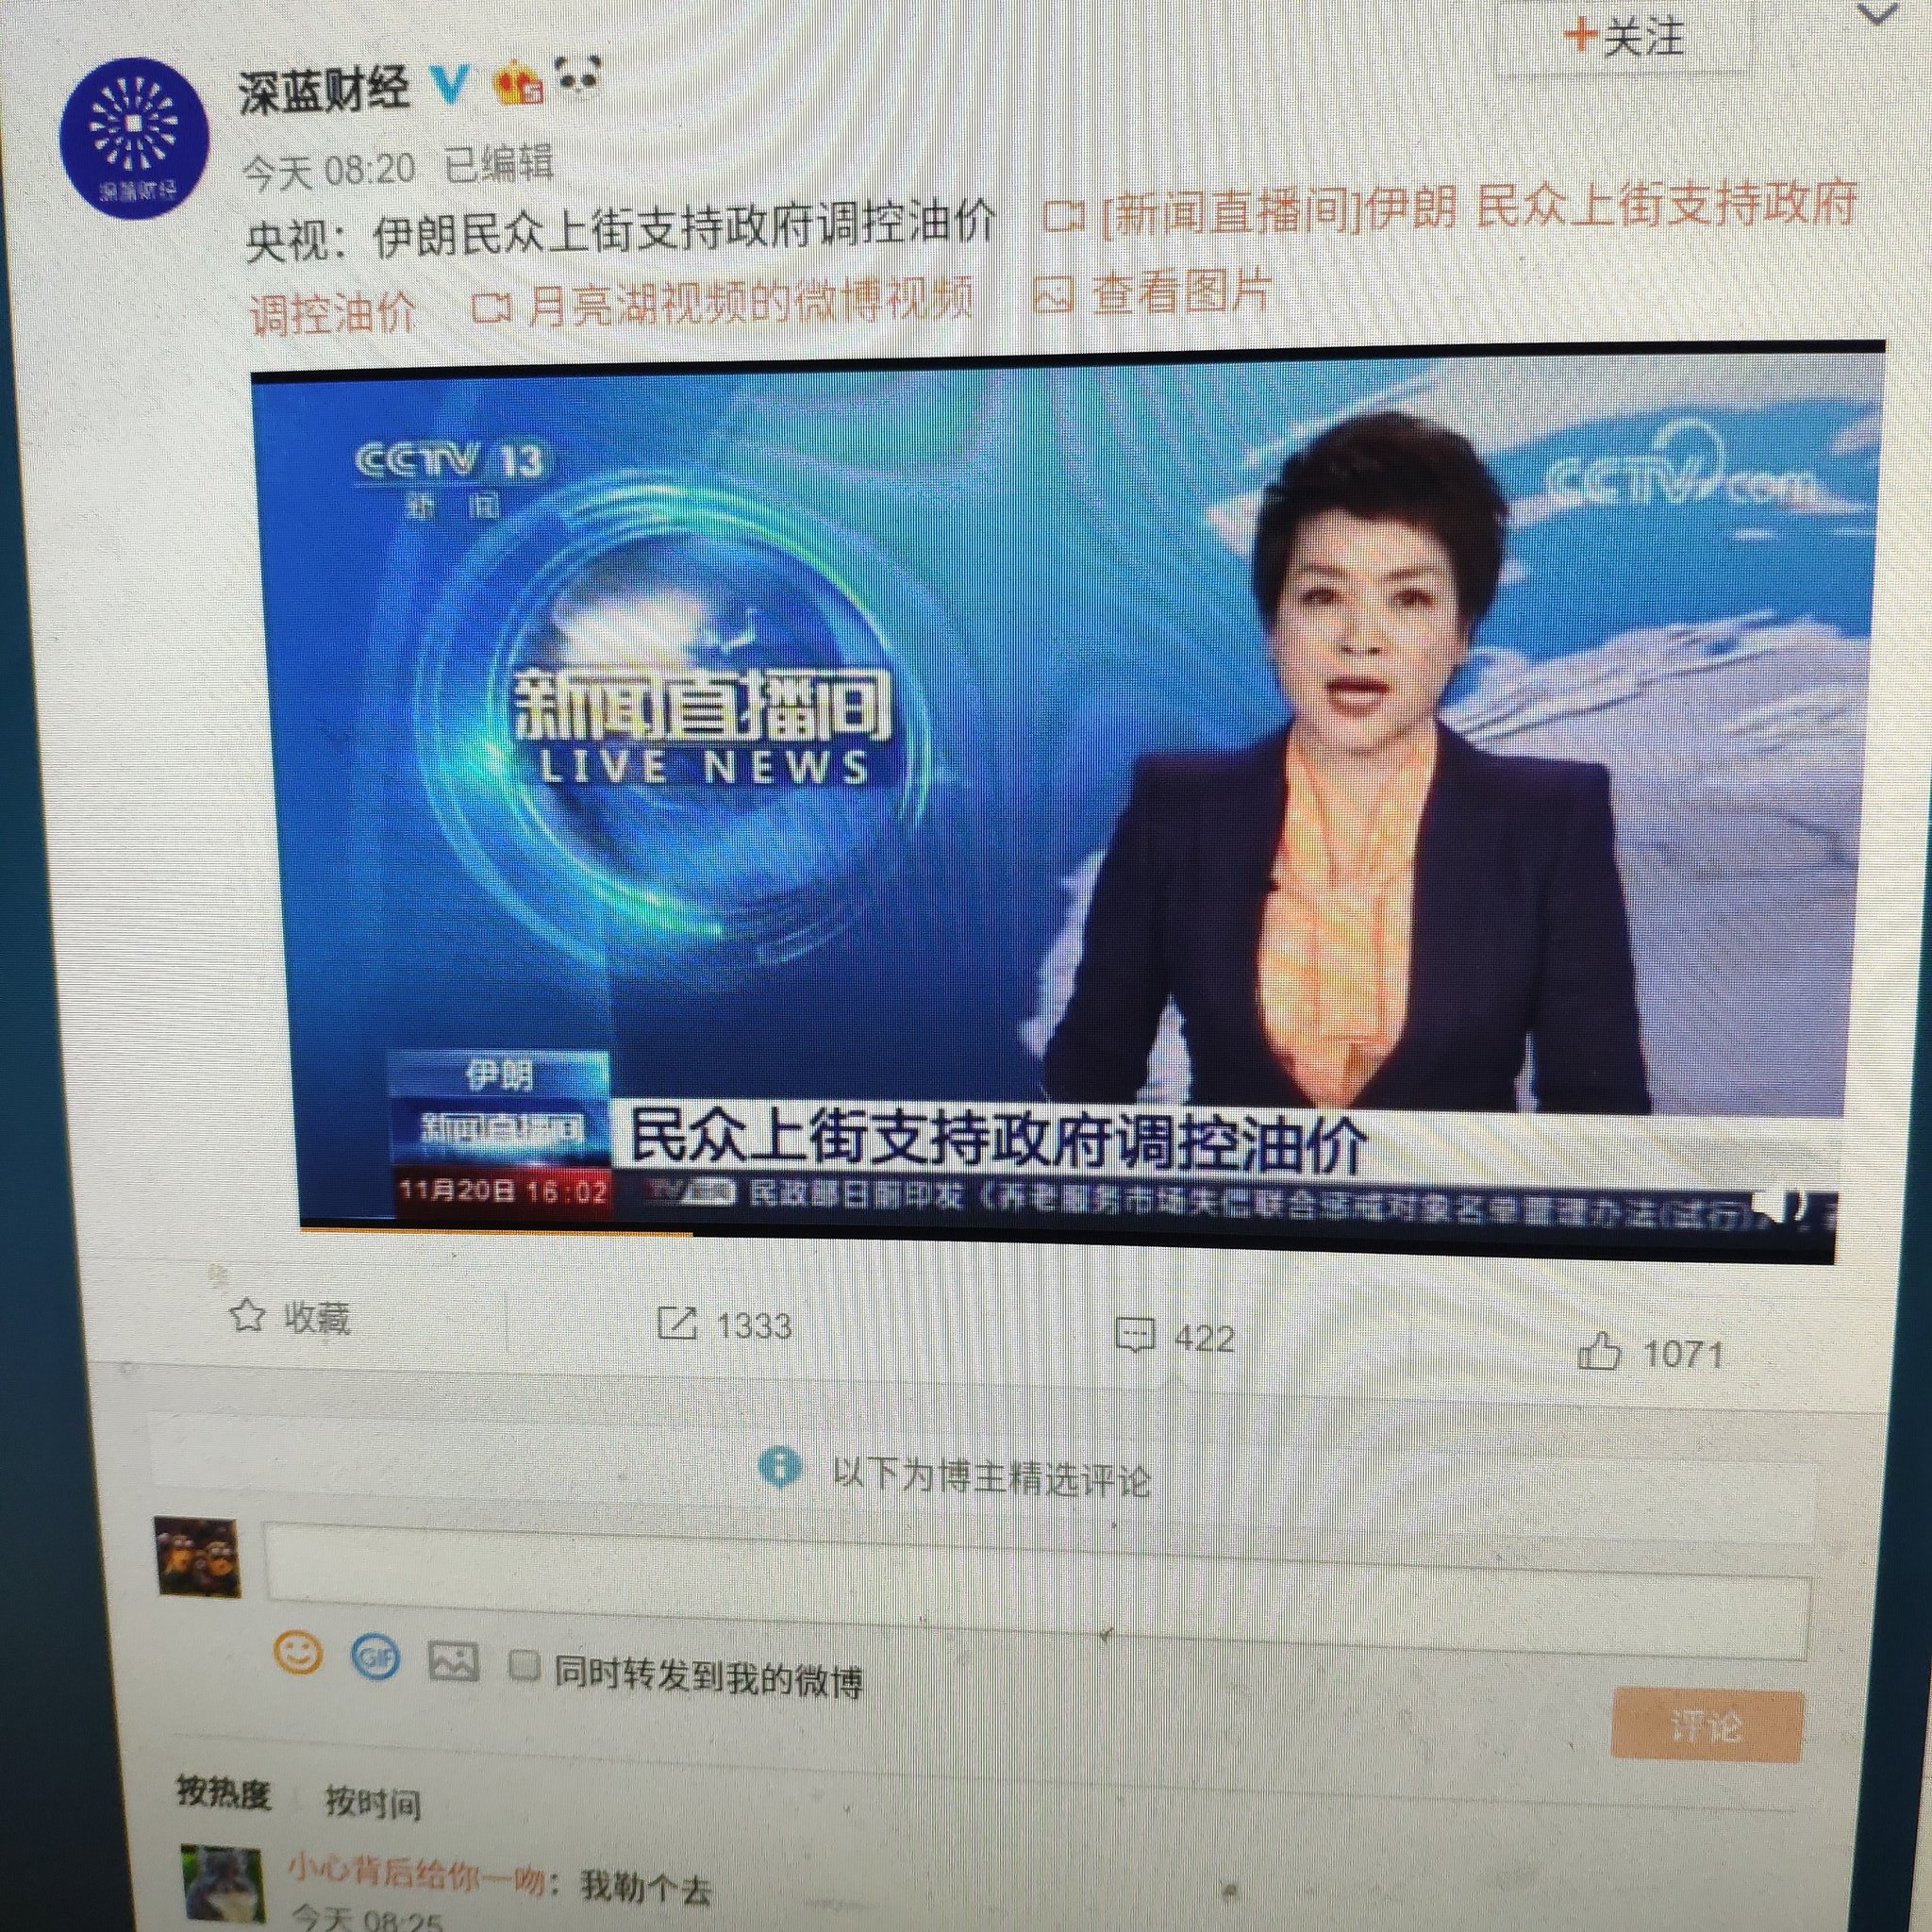 +关注
深蓝财经
深蓝财经
今天 08:20 已编辑
央视：伊朗民众上街支持政府调控油价 [新闻直播间]伊朗 民众上街支持政府
调控油价 月亮湖视频的微博视频 查看图片
CCTV 13
新闻
CCTV.com
新闻直播间
LIVE NEWS
伊朗
新闻直播间
民众上街支持政府调控油价
11月20日 16:02
民政部日前印发《养老服务市场失信联合惩戒对象名单管理办法(试行)
收藏
1333
422
1071
以下为博主精选评论
GIF
同时转发到我的微博
评论
按热度 按时间
小心背后给你一吻：我勒个去
今天 08:25